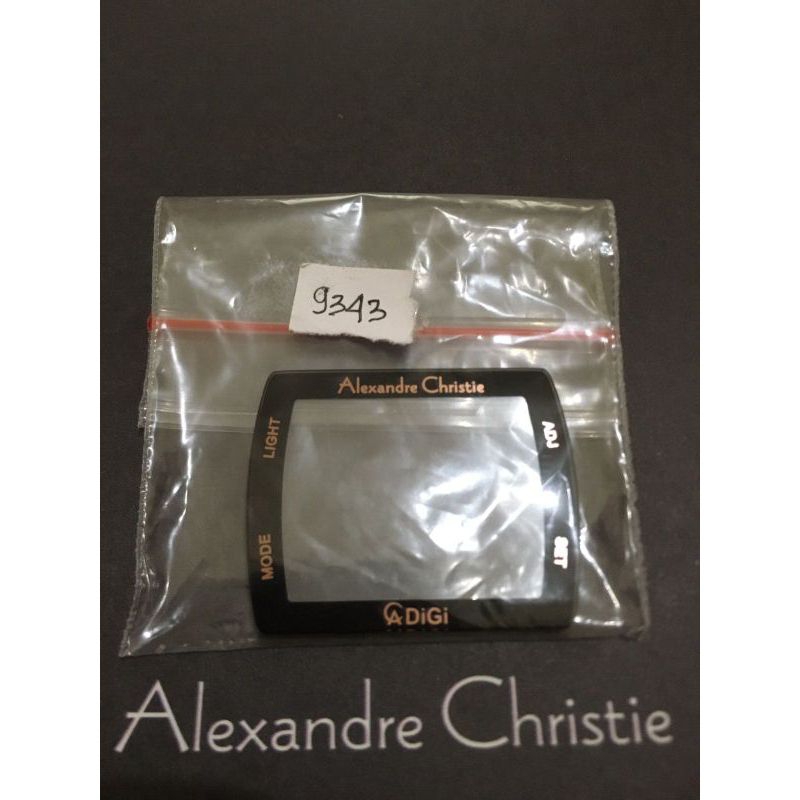 9343
Alexandre Christie
LIGHT
ADJ
MODE
SET
AC DiGi
Alexandre Christie